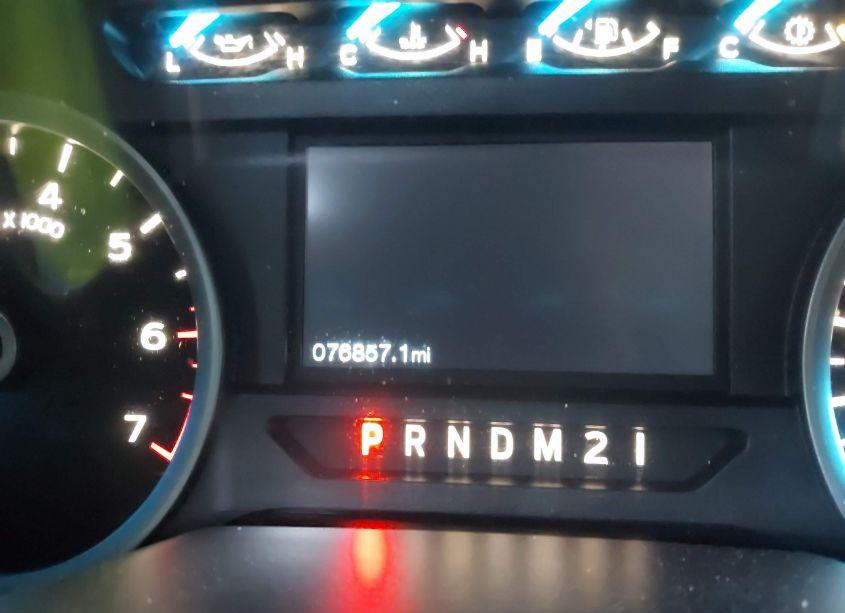 L H C H E F C
4
X1000
5
6
076857.1mi
7
P R N D M 2 1